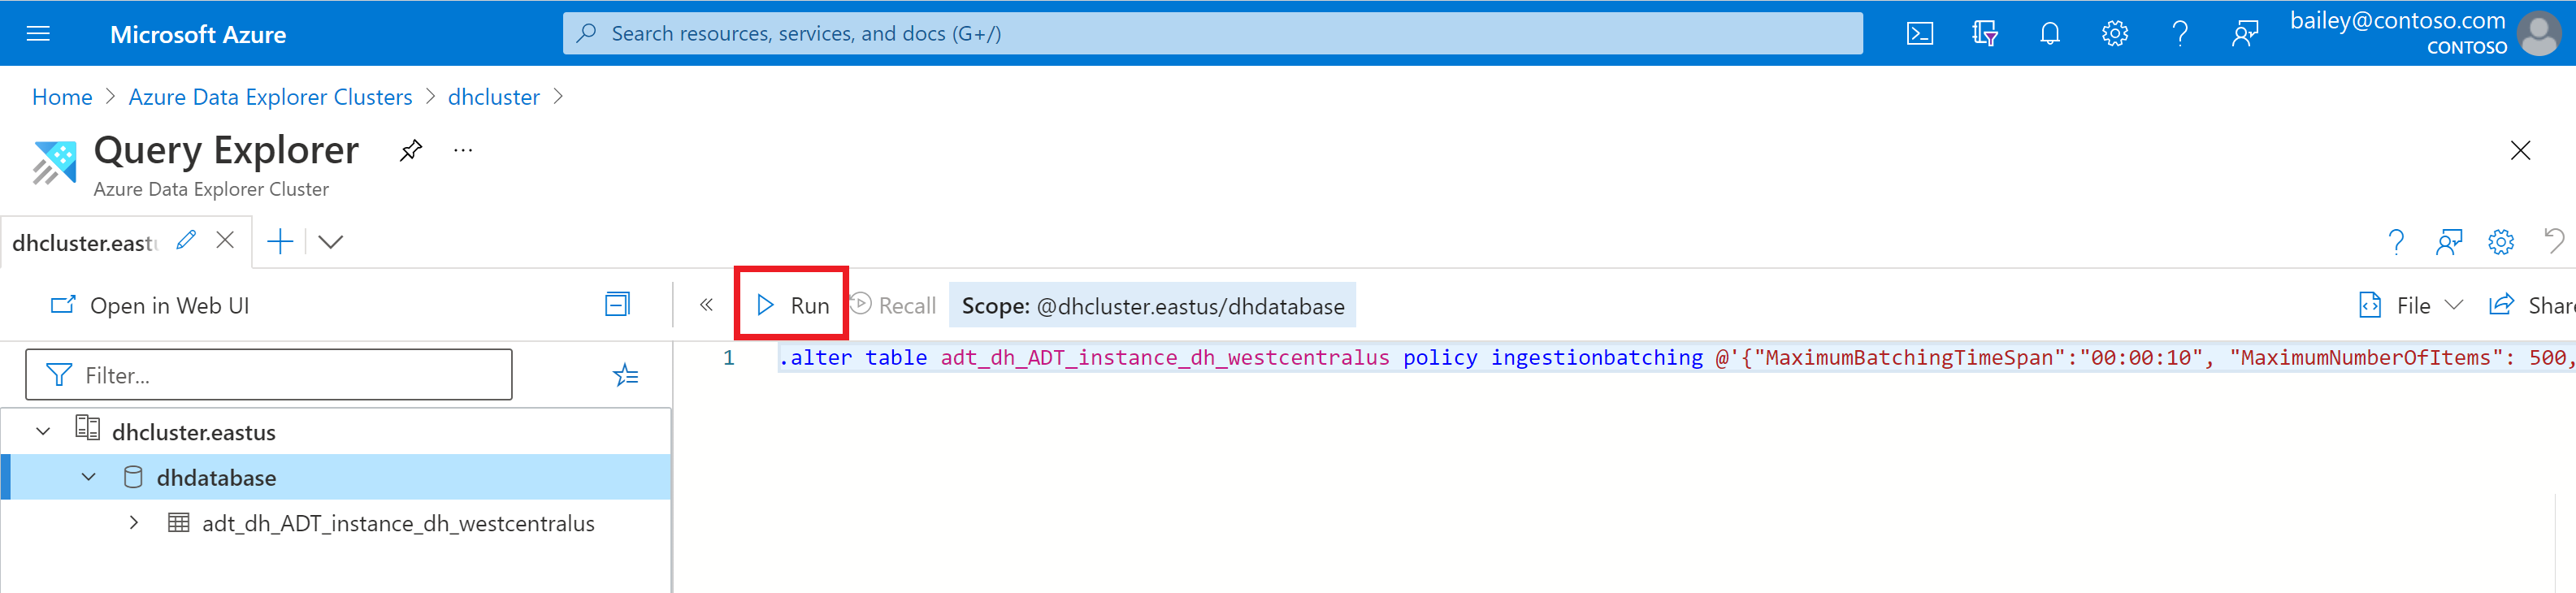 Microsoft Azure
Search resources, services, and docs (G+/)
bailey@contoso.com
CONTOSO
Home > Azure Data Explorer Clusters > dhcluster >
Query Explorer
Azure Data Explorer Cluster
dhcluster.eastu
Open in Web UI
Run
Recall
Scope: @dhcluster.eastus/dhdatabase
File
Share
Filter...
1 .alter table adt_dh_ADT_instance_dh_westcentralus policy ingestionbatching @'{"MaximumBatchingTimeSpan":"00:00:10", "MaximumNumberOfItems": 500,
dhcluster.eastus
dhdatabase
adt_dh_ADT_instance_dh_westcentralus